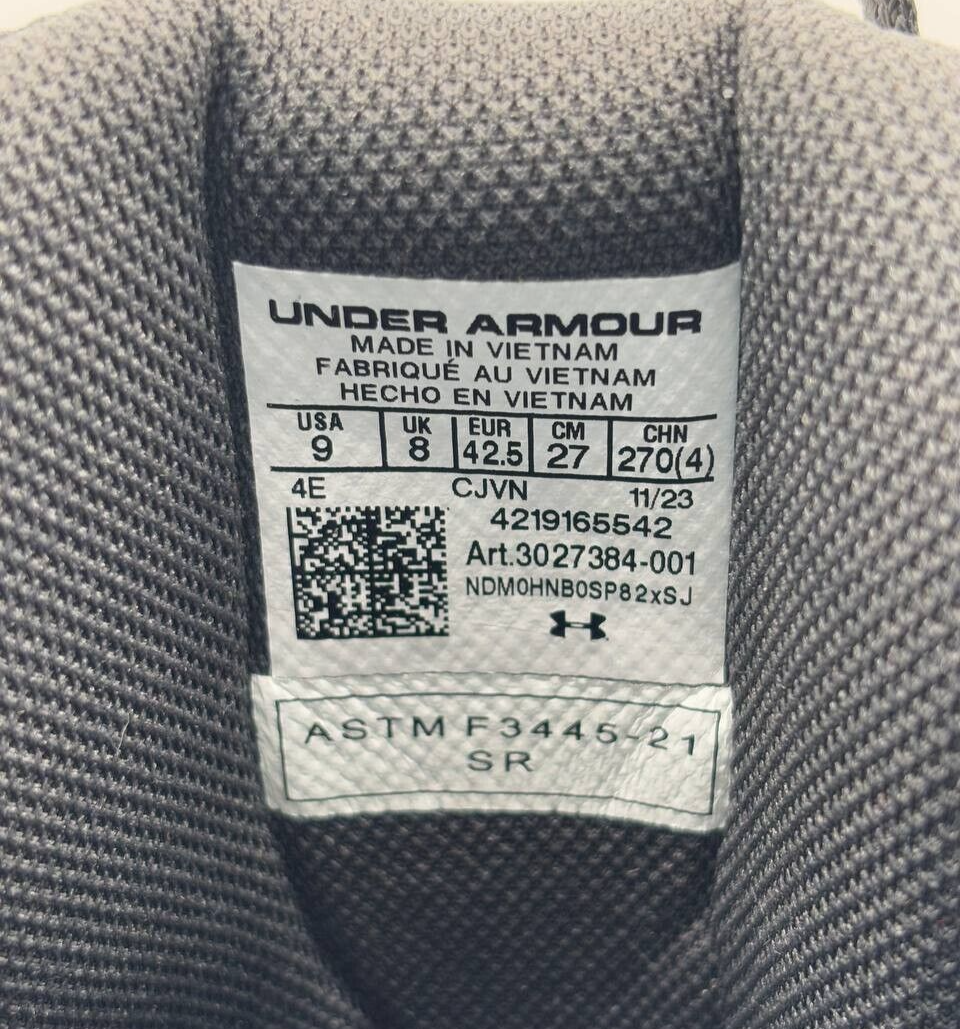 UNDER ARMOUR
MADE IN VIETNAM
FABRIQUÉ AU VIETNAM
HECHO EN VIETNAM
USA UK EUR CM CHN
9 8 42.5 27 270(4)
4E CJVN 11/23
4219165542
Art.3027384-001
NDM0HNB0SP82xSJ
ASTM F3445-21
SR